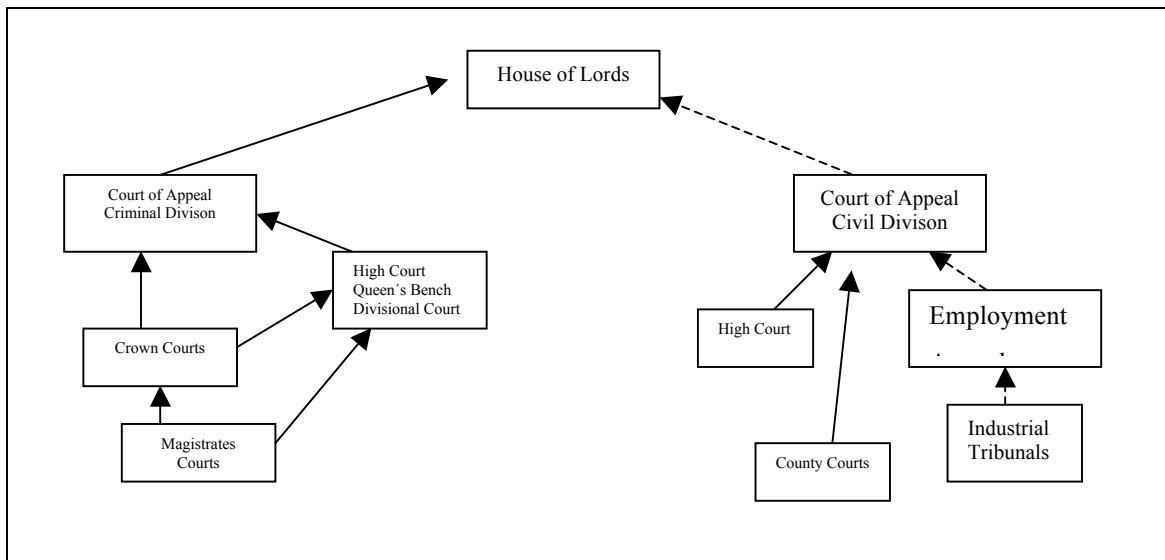 House of Lords
Court of Appeal
Criminal Divison
Court of Appeal
Civil Divison
High Court
Queen´s Bench
Divisional Court
High Court
Employment
Crown Courts
Magistrates
Courts
County Courts
Industrial
Tribunals